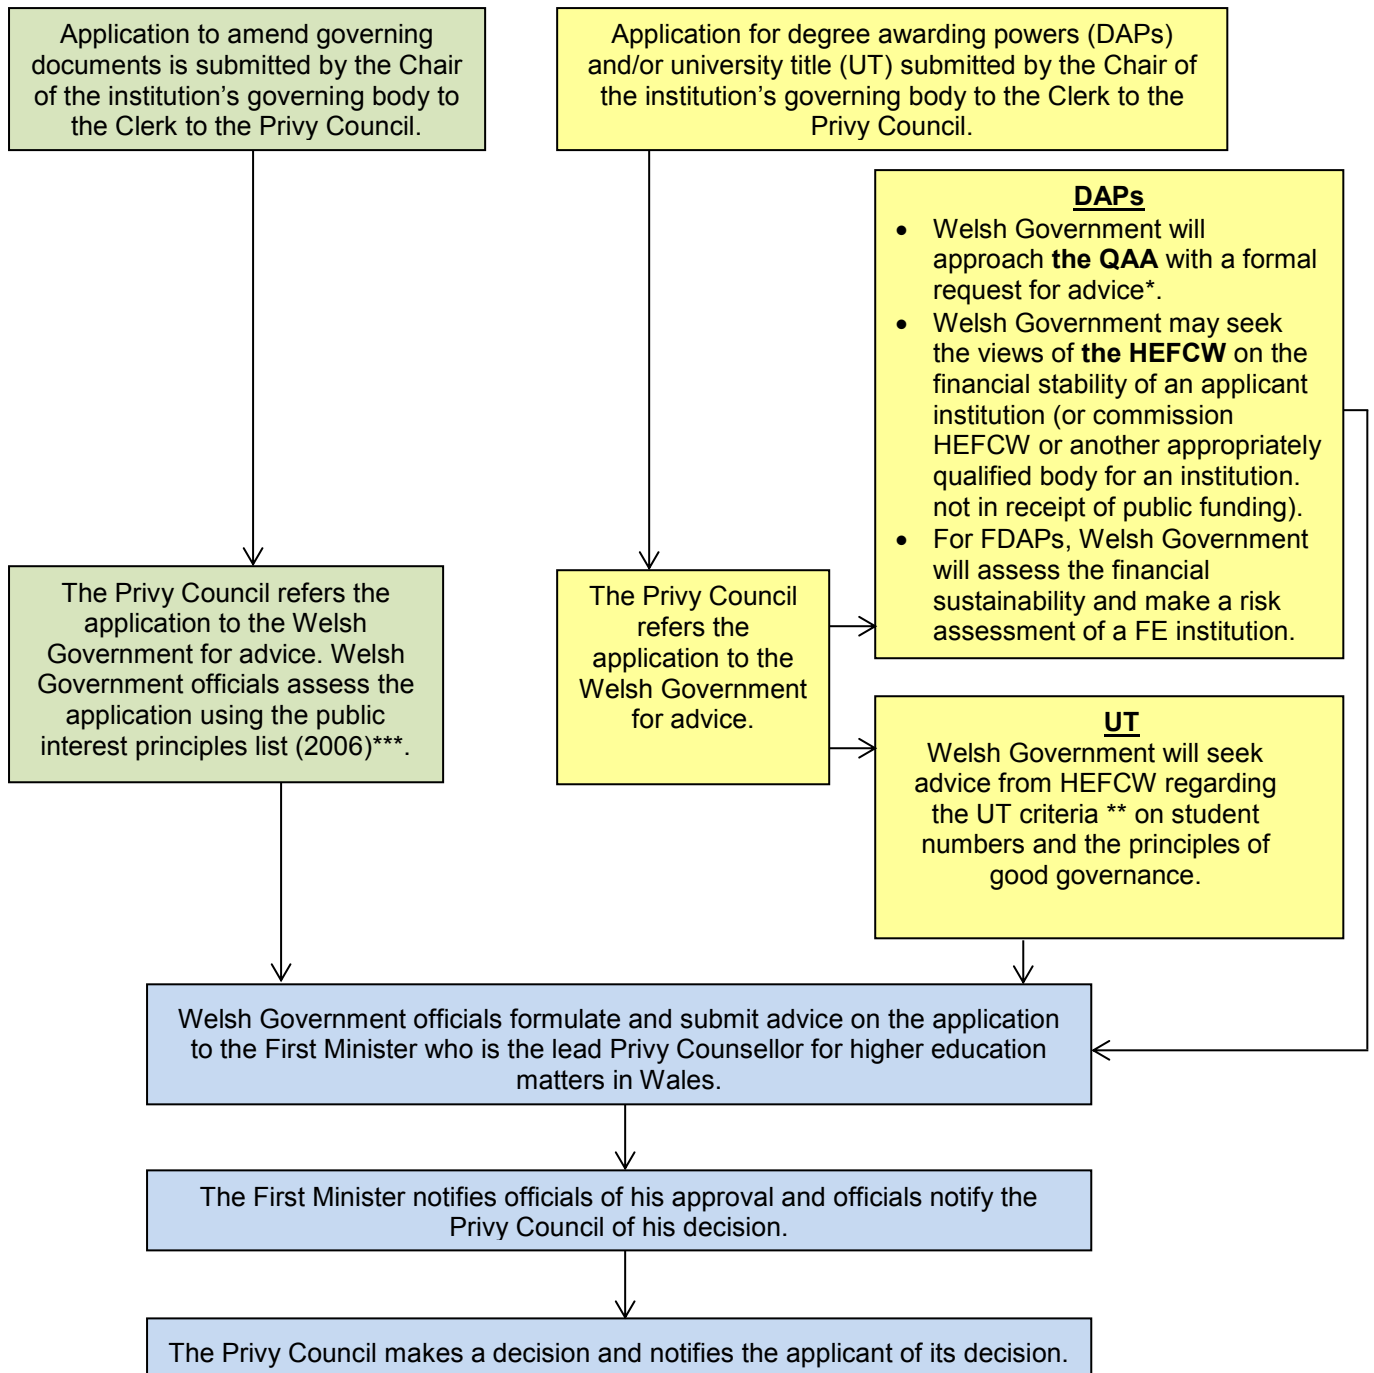 Application to amend governing
documents is submitted by the Chair
of the institution’s governing body to
the Clerk to the Privy Council.
Application for degree awarding powers (DAPs)
and/or university title (UT) submitted by the Chair of
the institution’s governing body to the Clerk to the
Privy Council.
DAPs
• Welsh Government will
approach the QAA with a formal
request for advice*.
• Welsh Government may seek
the views of the HEFCW on the
financial stability of an applicant
institution (or commission
HEFCW or another appropriately
qualified body for an institution.
not in receipt of public funding).
• For FDAPs, Welsh Government
will assess the financial
sustainability and make a risk
assessment of a FE institution.
The Privy Council refers the
application to the Welsh
Government for advice. Welsh
Government officials assess the
application using the public
interest principles list (2006)***.
The Privy Council
refers the
application to the
Welsh Government
for advice.
UT
Welsh Government will seek
advice from HEFCW regarding
the UT criteria ** on student
numbers and the principles of
good governance.
Welsh Government officials formulate and submit advice on the application
to the First Minister who is the lead Privy Counsellor for higher education
matters in Wales.
The First Minister notifies officials of his approval and officials notify the
Privy Council of his decision.
The Privy Council makes a decision and notifies the applicant of its decision.